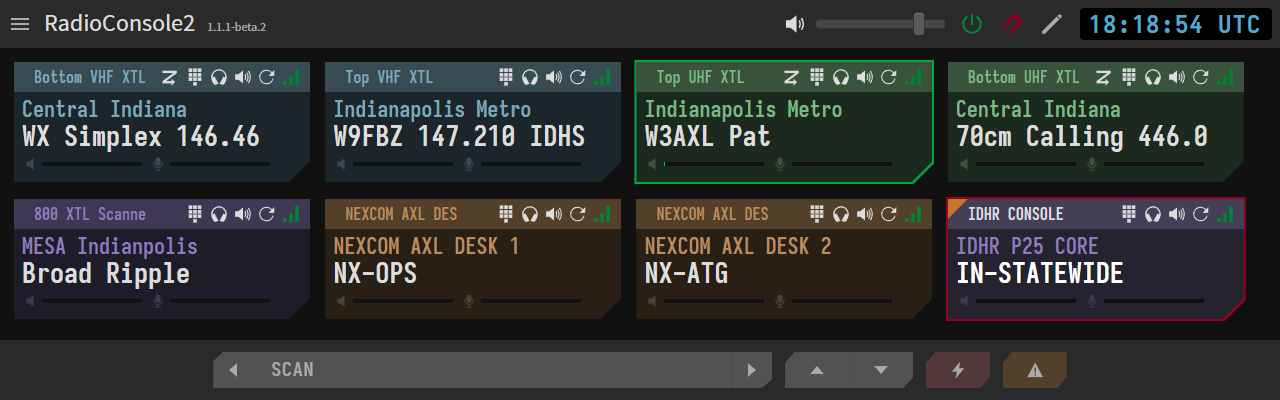 RadioConsole2 1.1.1-beta.2
18:18:54 UTC
Bottom VHF XTL
Central Indiana
WX Simplex 146.46
Top VHF XTL
Indianapolis Metro
W9FBZ 147.210 IDHS
Top UHF XTL
Indianapolis Metro
W3AXL Pat
Bottom UHF XTL
Central Indiana
70cm Calling 446.0
800 XTL Scanne
MESA Indianpolis
Broad Ripple
NEXCOM AXL DES
NEXCOM AXL DESK 1
NX-OPS
NEXCOM AXL DES
NEXCOM AXL DESK 2
NX-ATG
IDHR CONSOLE
IDHR P25 CORE
IN-STATEWIDE
SCAN